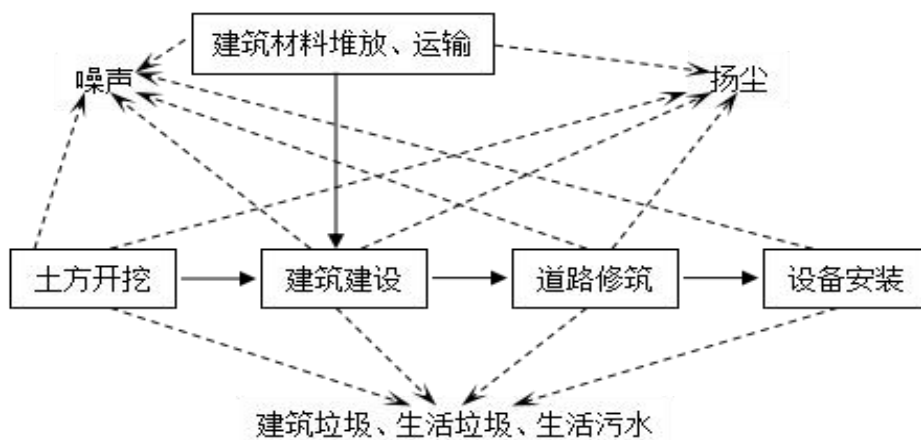 建筑材料堆放、运输
噪声
扬尘
土方开挖
建筑建设
道路修筑
设备安装
建筑垃圾、生活垃圾、生活污水